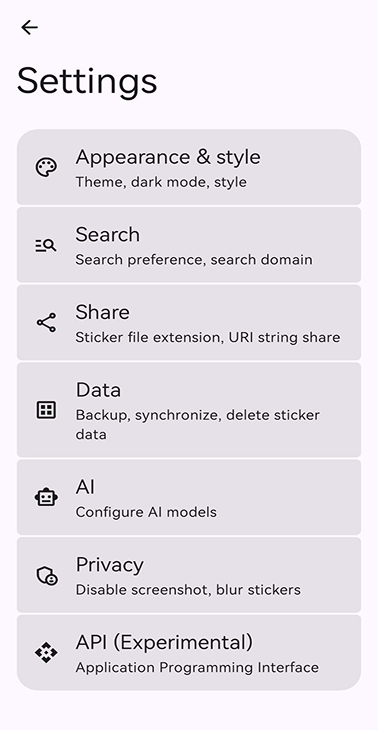 Settings
Appearance & style
Theme, dark mode, style
Search
Search preference, search domain
Share
Sticker file extension, URI string share
Data
Backup, synchronize, delete sticker
data
AI
Configure AI models
Privacy
Disable screenshot, blur stickers
API (Experimental)
Application Programming Interface